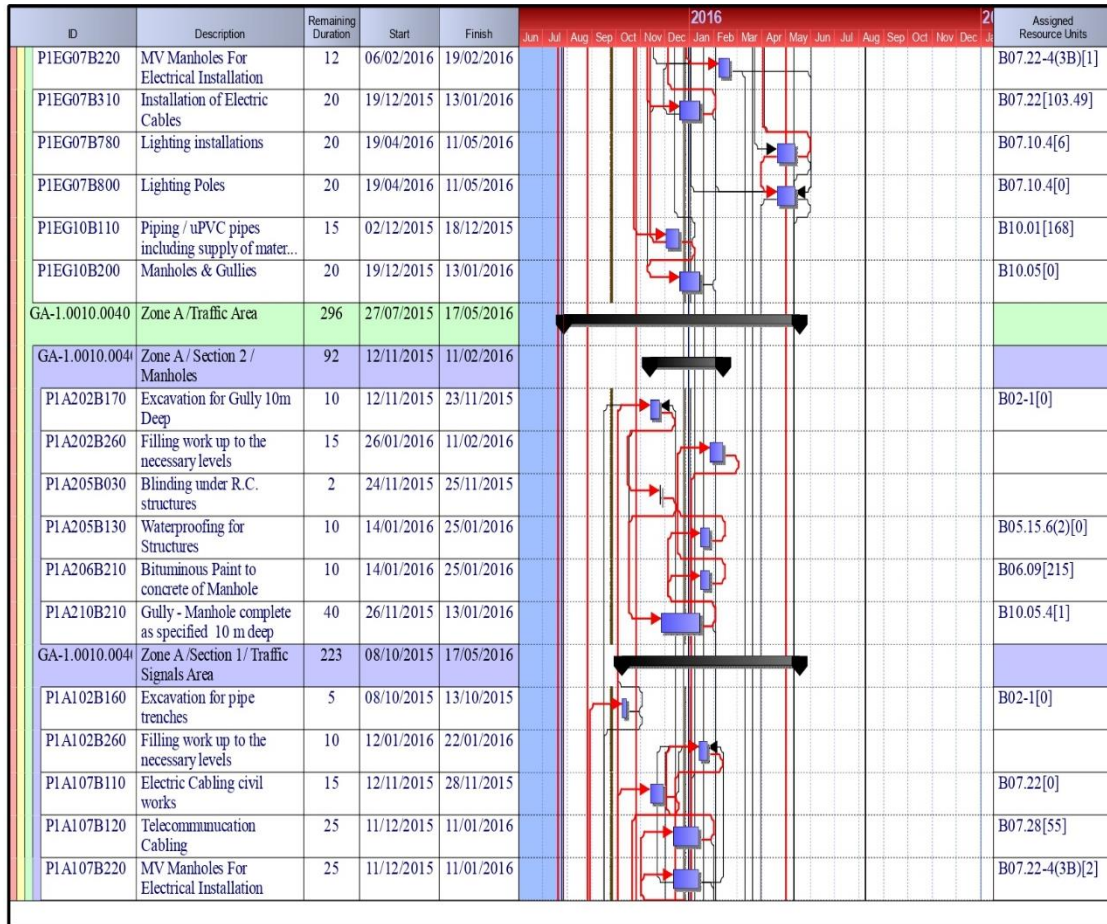 2016 20
ID Description Remaining Duration Start Finish Jun Jul Aug Sep Oct Nov Dec Jan Feb Mar Apr May Jun Jul Aug Sep Oct Nov Dec Ja Assigned Resource Units
P1EG07B220 MV Manholes For 12 06/02/2016 19/02/2016 B07.22-4(3B)[1]
Electrical Installation
P1EG07B310 Installation of Electric 20 19/12/2015 13/01/2016 B07.22[103.49]
Cables
P1EG07B780 Lighting installations 20 19/04/2016 11/05/2016 B07.10.4[6]
P1EG07B800 Lighting Poles 20 19/04/2016 11/05/2016 B07.10.4[0]
P1EG10B110 Piping / uPVC pipes 15 02/12/2015 18/12/2015 B10.01[168]
including supply of mater...
P1EG10B200 Manholes & Gullies 20 19/12/2015 13/01/2016 B10.05[0]
GA-1.0010.0040 Zone A /Traffic Area 296 27/07/2015 17/05/2016
GA-1.0010.004( Zone A / Section 2 / 92 12/11/2015 11/02/2016
Manholes
P1A202B170 Excavation for Gully 10m 10 12/11/2015 23/11/2015 B02-1[0]
Deep
P1A202B260 Filling work up to the 15 26/01/2016 11/02/2016
necessary levels
P1A205B030 Blinding under R.C. 2 24/11/2015 25/11/2015
structures
P1A205B130 Waterproofing for 10 14/01/2016 25/01/2016 B05.15.6(2)[0]
Structures
P1A206B210 Bituminous Paint to 10 14/01/2016 25/01/2016 B06.09[215]
concrete of Manhole
P1A210B210 Gully - Manhole complete 40 26/11/2015 13/01/2016 B10.05.4[1]
as specified 10 m deep
GA-1.0010.004( Zone A /Section 1/ Traffic 223 08/10/2015 17/05/2016
Signals Area
P1A102B160 Excavation for pipe 5 08/10/2015 13/10/2015 B02-1[0]
trenches
P1A102B260 Filling work up to the 10 12/01/2016 22/01/2016
necessary levels
P1A107B110 Electric Cabling civil 15 12/11/2015 28/11/2015 B07.22[0]
works
P1A107B120 Telecommunucation 25 11/12/2015 11/01/2016 B07.28[55]
Cabling
P1A107B220 MV Manholes For 25 11/12/2015 11/01/2016 B07.22-4(3B)[2]
Electrical Installation